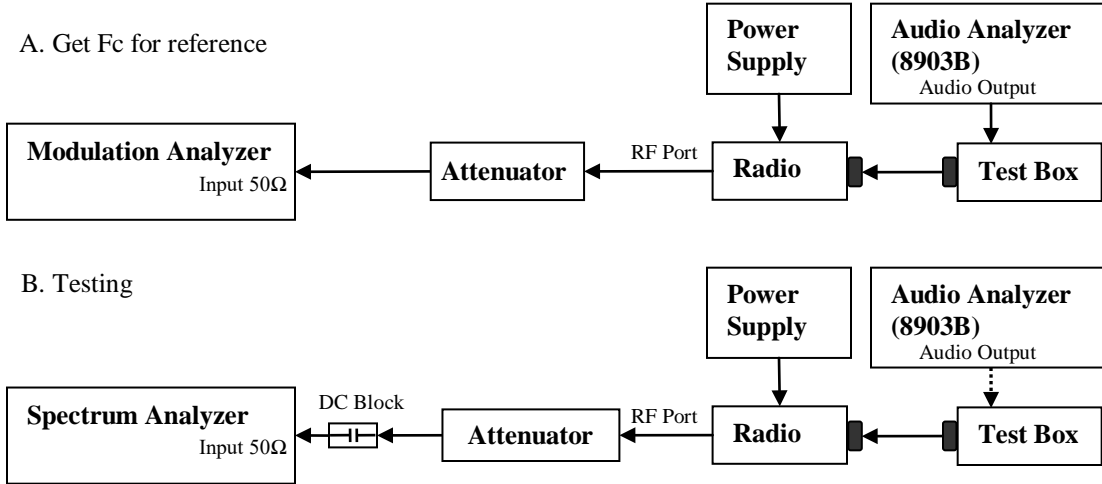 A. Get Fc for reference
Power
Supply
Audio Analyzer
(8903B)
Audio Output
Modulation Analyzer
Input 50Ω
Attenuator
RF Port
Radio
Test Box
B. Testing
Power
Supply
Audio Analyzer
(8903B)
Audio Output
Spectrum Analyzer
Input 50Ω
DC Block
Attenuator
RF Port
Radio
Test Box